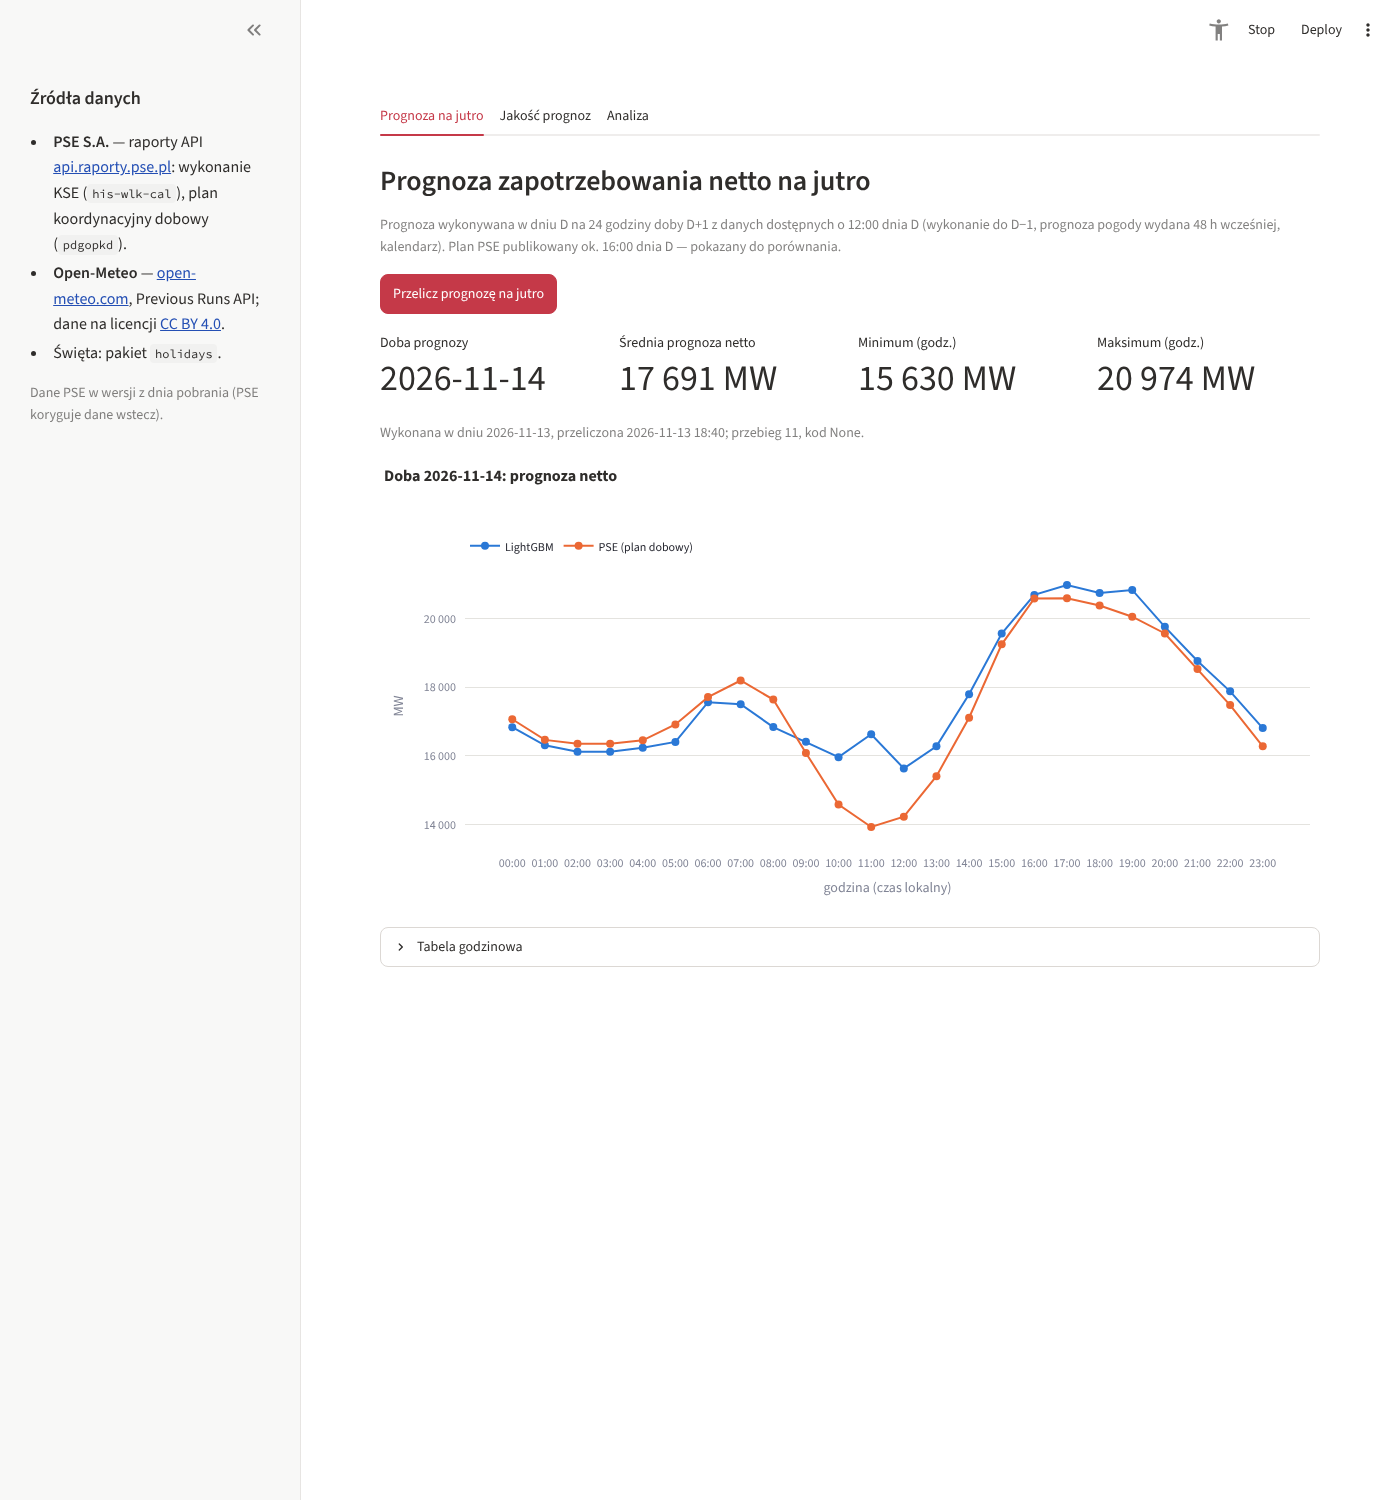 Stop Deploy
Źródła danych
PSE S.A. — raporty API
api.raporty.pse.pl: wykonanie
KSE ( his-wlk-cal ), plan
koordynacyjny dobowy
( pdgopkd ).
Open-Meteo — open-
meteo.com, Previous Runs API;
dane na licencji CC BY 4.0.
Święta: pakiet holidays .
Dane PSE w wersji z dnia pobrania (PSE
koryguje dane wstecz).
Prognoza na jutro Jakość prognoz Analiza
Prognoza zapotrzebowania netto na jutro
Prognoza wykonywana w dniu D na 24 godziny doby D+1 z danych dostępnych o 12:00 dnia D (wykonanie do D−1, prognoza pogody wydana 48 h wcześniej,
kalendarz). Plan PSE publikowany ok. 16:00 dnia D — pokazany do porównania.
Przelicz prognozę na jutro
Doba prognozy Średnia prognoza netto Minimum (godz.) Maksimum (godz.)
2026-11-14 17 691 MW 15 630 MW 20 974 MW
Wykonana w dniu 2026-11-13, przeliczona 2026-11-13 18:40; przebieg 11, kod None.
Doba 2026-11-14: prognoza netto
LightGBM PSE (plan dobowy)
20 000
18 000
MW
16 000
14 000
00:00 01:00 02:00 03:00 04:00 05:00 06:00 07:00 08:00 09:00 10:00 11:00 12:00 13:00 14:00 15:00 16:00 17:00 18:00 19:00 20:00 21:00 22:00 23:00
godzina (czas lokalny)
Tabela godzinowa